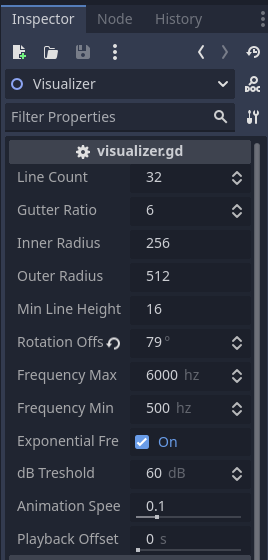 Inspector Node History
Visualizer
DOC
Filter Properties
visualizer.gd
Line Count 32
Gutter Ratio 6
Inner Radius 256
Outer Radius 512
Min Line Height 16
Rotation Offs 79 °
Frequency Max 6000 hz
Frequency Min 500 hz
Exponential Fre On
dB Treshold 60 dB
Animation Spee 0.1
Playback Offset 0 s